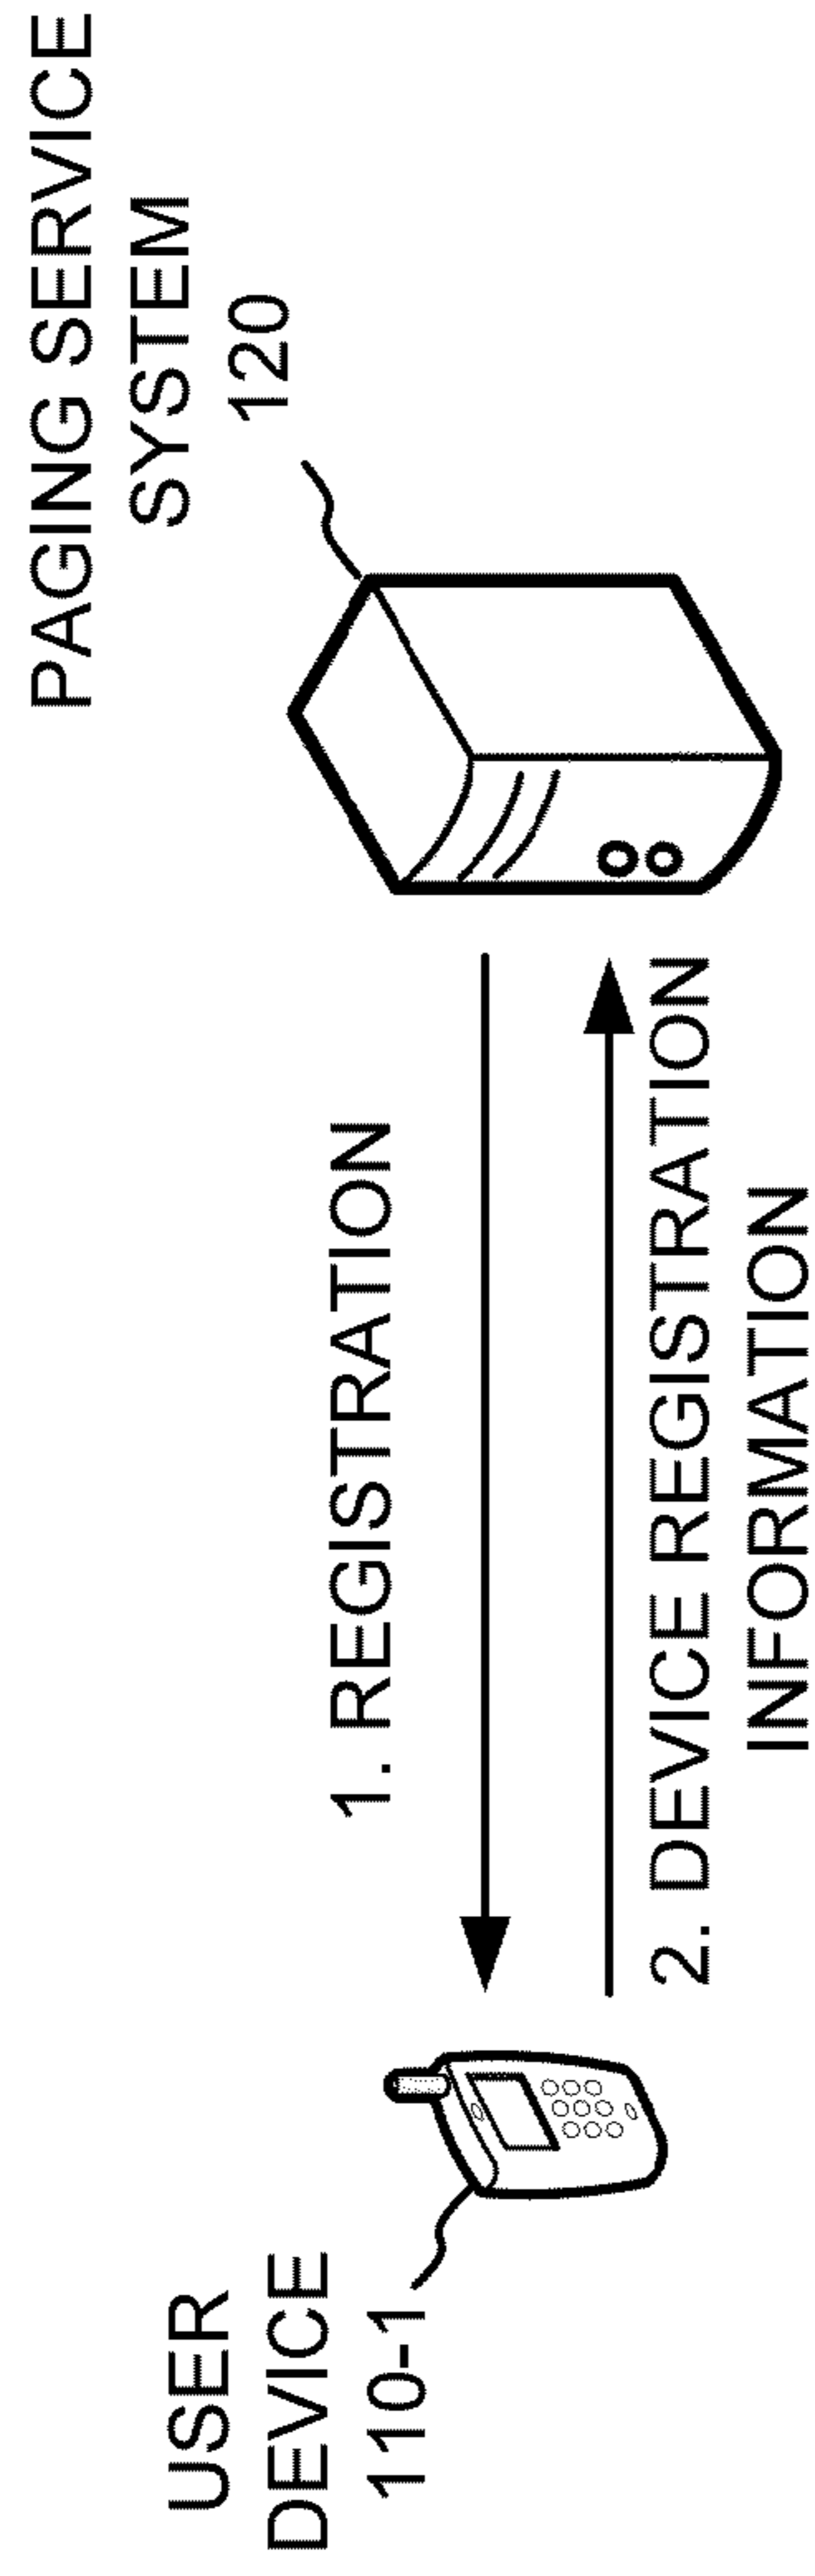 PAGING SERVICE
SYSTEM
120
USER
DEVICE
110-1
1. REGISTRATION
2. DEVICE REGISTRATION
INFORMATION